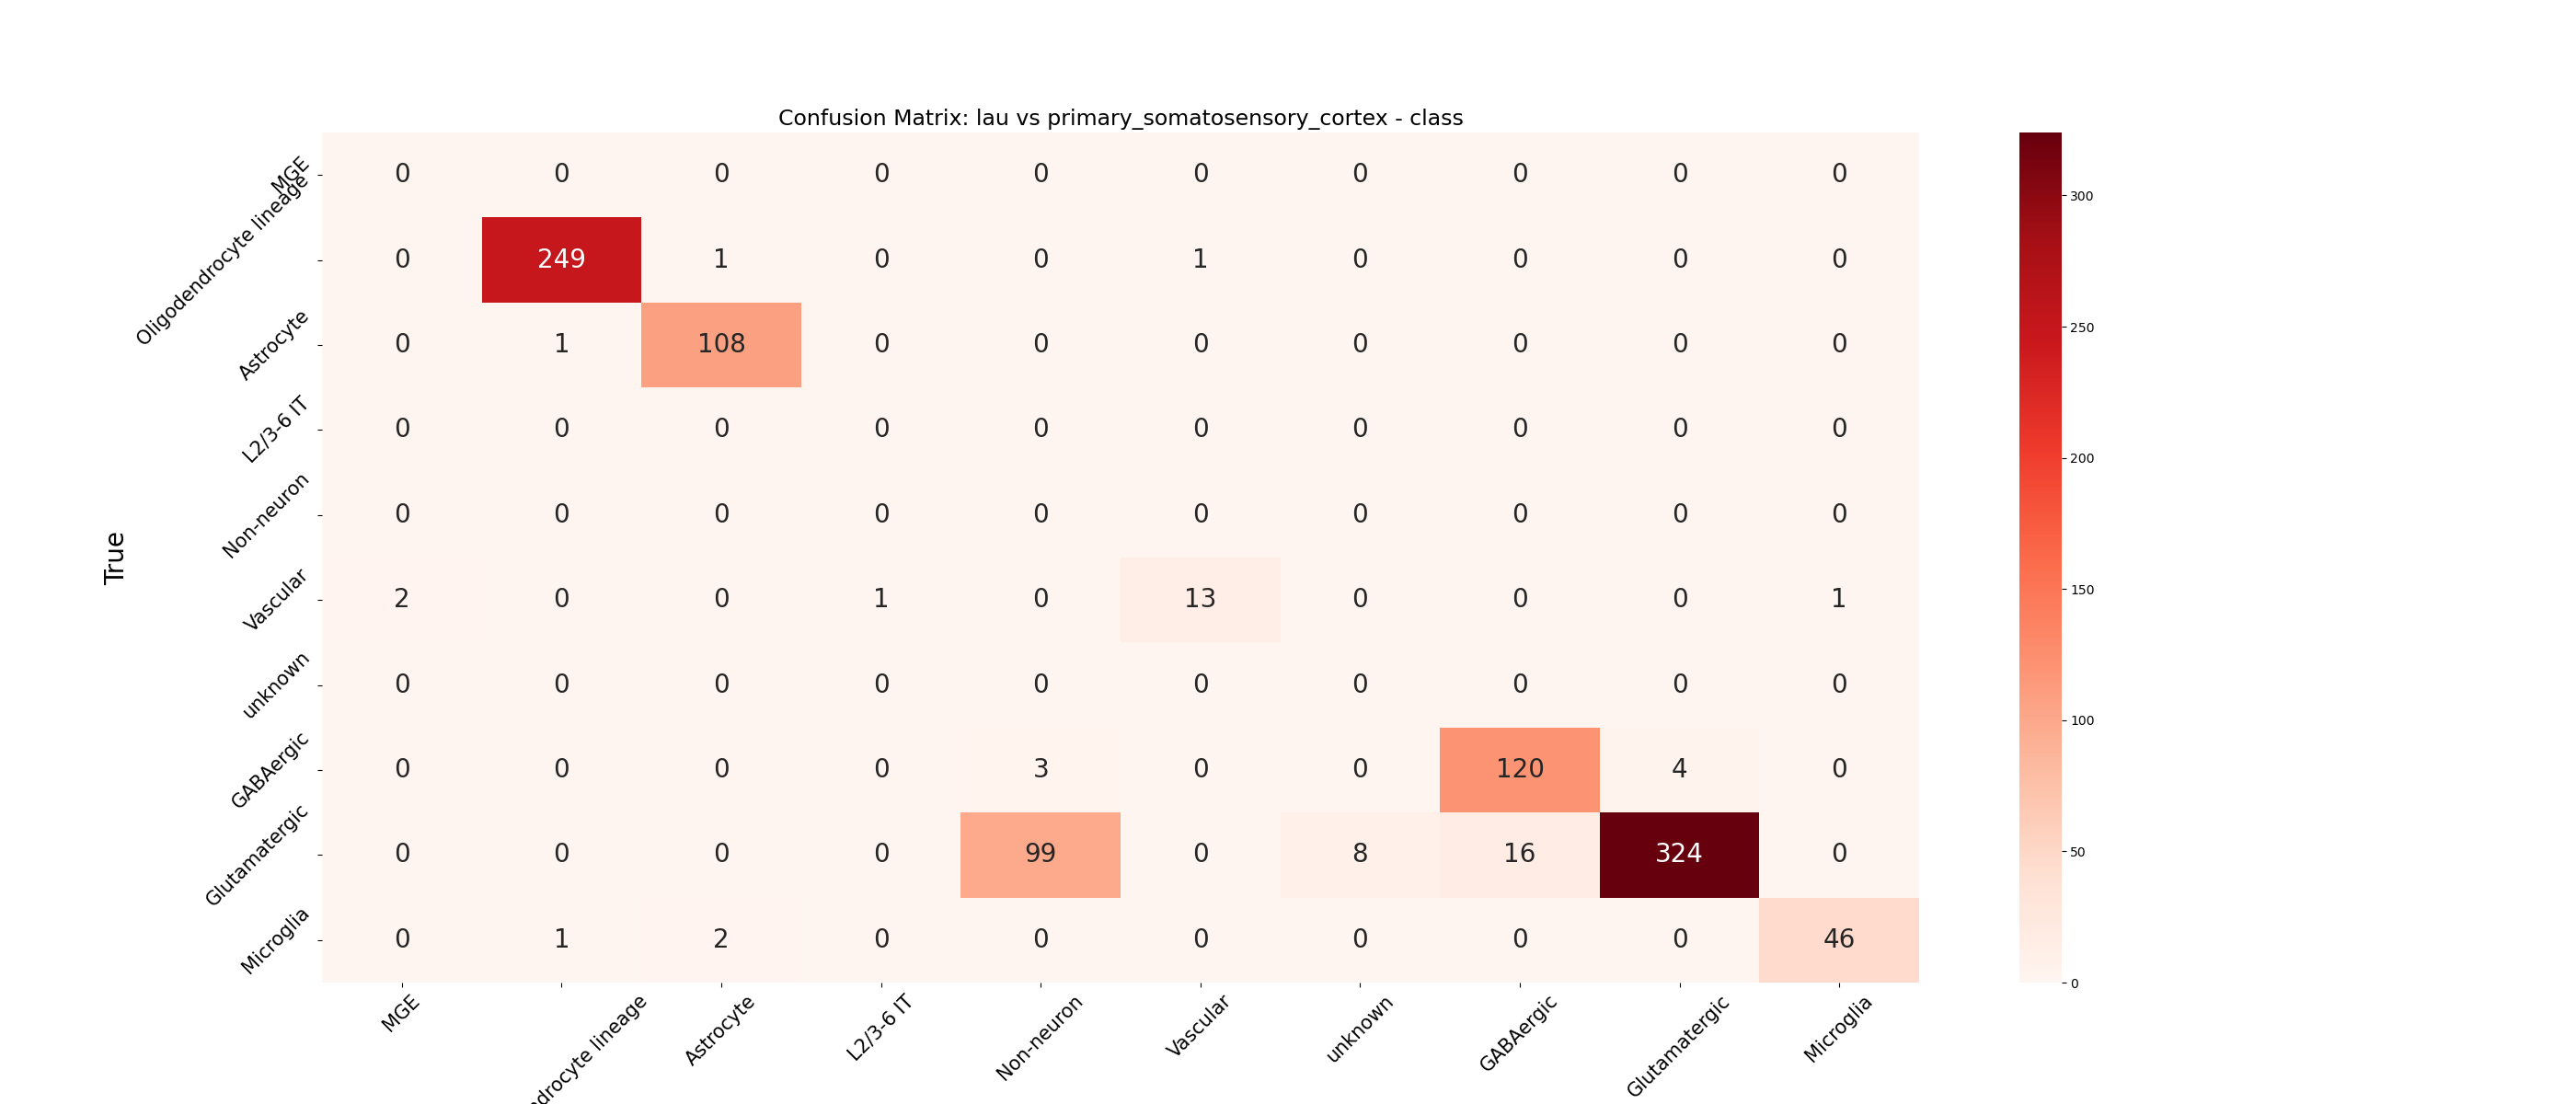 Confusion Matrix: lau vs primary_somatosensory_cortex - class
True
MGE 0 0 0 0 0 0 0 0 0 0
Oligodendrocyte lineage 0 249 1 0 0 1 0 0 0 0
Astrocyte 0 1 108 0 0 0 0 0 0 0
L2/3-6 IT 0 0 0 0 0 0 0 0 0 0
Non-neuron 0 0 0 0 0 0 0 0 0 0
Vascular 2 0 0 1 0 13 0 0 0 1
unknown 0 0 0 0 0 0 0 0 0 0
GABAergic 0 0 0 0 3 0 0 120 4 0
Glutamatergic 0 0 0 0 99 0 8 16 324 0
Microglia 0 1 2 0 0 0 0 0 0 46
MGE lineage Astrocyte L2/3-6 IT Non-neuron Vascular unknown GABAergic Glutamatergic Microglia
300
250
200
150
100
50
0